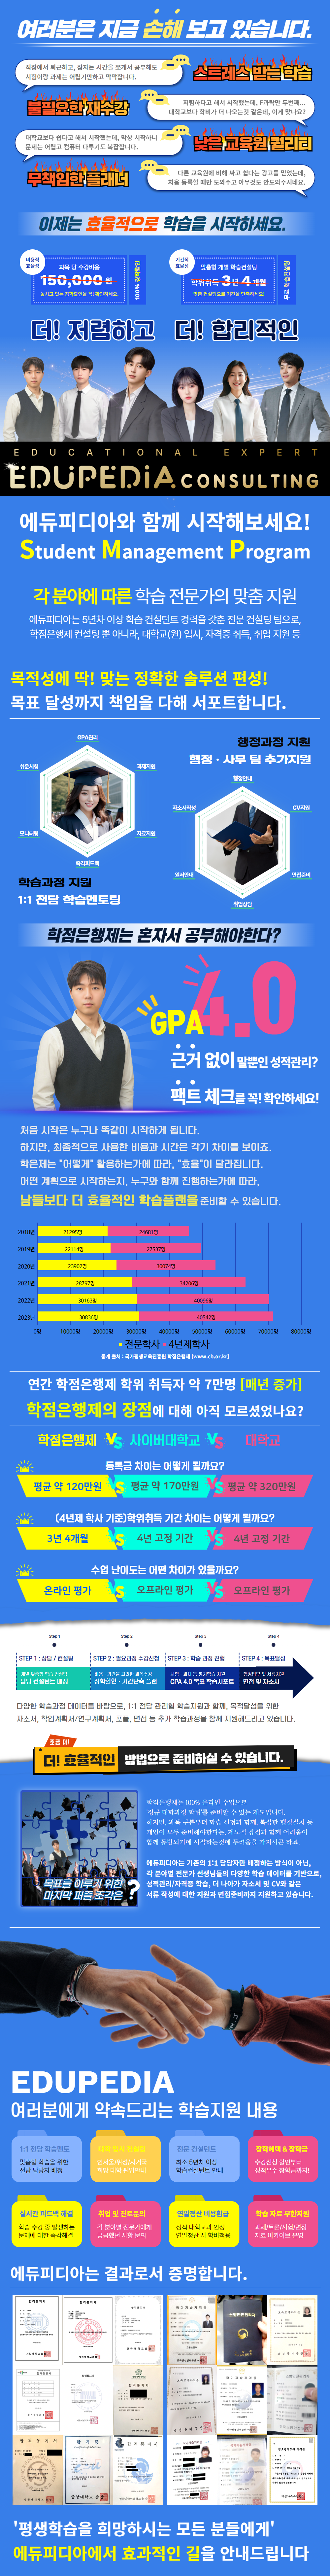 여러분은 지금 손해 보고 있습니다.
직장에서 퇴근하고, 잠자는 시간을 쪼개서 공부해도
시험이랑 과제는 어렵기만하고 막막합니다.
스트레스 받을 학습
불필요한 재수강
저렴하다고 해서 시작했는데, F과락만 두번째...
대학교보다 학비가 더 나오는것 같은데, 이게 맞나요?
대학교보다 쉽다고 해서 시작했는데, 막상 시작하니
문제는 어렵고 컴퓨터 다루기도 복잡합니다.
낮은 교육원 퀄리티
무책임한 플래너
다른 교육원에 비해 싸고 쉽다는 광고를 믿었는데,
처음 등록할 때만 도와주고 아무것도 안도와주네요.
이제는 효율적으로 학습을 시작하세요.
비용적
효율성
과목 당 수강비용
150,000 원
놓치고 있는 장학할인을 꼭! 확인하세요.
기간적
효율성
맞춤형 개별 학습컨설팅
학위취득 3년 4개월
맞춤 컨설팅으로 기간을 단축하세요!
더! 저렴하고 더! 합리적인
EDUCATIONAL EXPERT
EDUPEDIA CONSULTING
에듀피디아와 함께 시작해보세요!
Student Management Program
각 분야에 따른 학습 전문가의 맞춤 지원
에듀피디아는 5년차 이상 학습 컨설턴트 경력을 갖춘 전문 컨설팅 팀으로,
학점은행제 컨설팅 뿐 아니라, 대학교(원) 입시, 자격증 취득, 취업 지원 등
목적성에 딱! 맞는 정확한 솔루션 편성!
목표 달성까지 책임을 다해 서포트합니다.
GPA관리
쉬운시험
과제지원
모니터링
자료지원
즉각피드백
학습과정 지원
1:1 전담 학습멘토링
행정과정 지원
행정 · 사무 팀 추가지원
행정안내
자소서작성
CV지원
원서안내
면접준비
취업상담
학점은행제는 혼자서 공부해야한다?
GPA 4.0
근거 없이 말뿐인 성적관리?
팩트 체크를 꼭! 확인하세요!
처음 시작은 누구나 똑같이 시작하게 됩니다.
하지만, 최종적으로 사용한 비용과 시간은 각기 차이를 보이죠.
학은제는 "어떻게" 활용하는가에 따라, "효율"이 달라집니다.
어떤 계획으로 시작하는지, 누구와 함께 진행하는가에 따라,
남들보다 더 효율적인 학습플랜을 준비할 수 있습니다.
2018년 21295명 24681명
2019년 22114명 27537명
2020년 23902명 30074명
2021년 28797명 34206명
2022년 30163명 40096명
2023년 30836명 40542명
0명 10000명 20000명 30000명 40000명 50000명 60000명 70000명 80000명
전문학사 4년제학사
통계 출처 : 국가평생교육진흥원 학점은행제 [www.cb.or.kr]
연간 학점은행제 학위 취득자 약 7만명 [매년 증가]
학점은행제의 장점에 대해 아직 모르셨었나요?
학점은행제 VS 사이버대학교 VS 대학교
등록금 차이는 어떻게 될까요?
평균 약 120만원 VS 평균 약 170만원 VS 평균 약 320만원
(4년제 학사 기준)학위취득 기간 차이는 어떻게 될까요?
3년 4개월 VS 4년 고정 기간 VS 4년 고정 기간
수업 난이도는 어떤 차이가 있을까요?
온라인 평가 VS 오프라인 평가 VS 오프라인 평가
Step 1 Step 2 Step 3 Step 4
STEP 1 : 상담 / 컨설팅
STEP 2 : 필요과정 수강신청
STEP 3 : 학습 과정 진행
STEP 4 : 목표달성
개별 맞춤형 학습 컨설팅
담당 컨설턴트 배정
비용 · 기간을 고려한 과목수강
장학할인 · 기간단축 플랜
시험 · 과제 등 평가학습 지원
GPA 4.0 목표 학습서포트
행정업무 및 서류지원
면접 및 자소서
다양한 학습과정 데이터를 바탕으로, 1:1 전담 관리형 학습지원과 함께, 목적달성을 위한
자소서, 학업계획서/연구계획서, 포폴, 면접 등 추가 학습과정을 함께 지원해드리고 있습니다.
조금 더!
더! 효율적인 방법으로 준비하실 수 있습니다.
목표를 이루기 위한
마지막 퍼즐 조각은 ?
학점은행제는 100% 온라인 수업으로
'정규 대학과정 학위'를 준비할 수 있는 제도입니다.
하지만, 과목 구분부터 학습 신청과 함께, 복잡한 행정절차 등
개인이 모두 준비해야한다는, 제도적 장점과 함께 어려움이
함께 동반되기에 시작하는것에 두려움을 가지시곤 하죠.
에듀피디아는 기존의 1:1 담당자만 배정하는 방식이 아닌,
각 분야별 전문가 선생님들의 다양한 학습 데이터를 기반으로,
성적관리/자격증 학습, 더 나아가 자소서 및 CV와 같은
서류 작성에 대한 지원과 면접준비까지 지원하고 있습니다.
EDUPEDIA
여러분에게 약속드리는 학습지원 내용
1:1 전담 학습멘토
맞춤형 학습을 위한
전담 담당자 배정
전문 컨설턴트
최소 5년차 이상
학습컨설턴트 안내
장학혜택 & 장학금
수강신청 할인부터
성적우수 장학금까지!
실시간 피드백 해결
학습 수강 중 발생하는
문제에 대한 즉각해결
취업 및 진로문의
각 분야별 전문가에게
궁금했던 사항 문의
연말정산 비용환급
정식 대학교과 인정
연말정산 시 학비적용
학습 자료 무한지원
과제/토론/시험/면접
자료 아카이브 운영
에듀피디아는 결과로서 증명합니다.
'평생학습을 희망하시는 모든 분들에게'
에듀피디아에서 효과적인 길을 안내드립니다